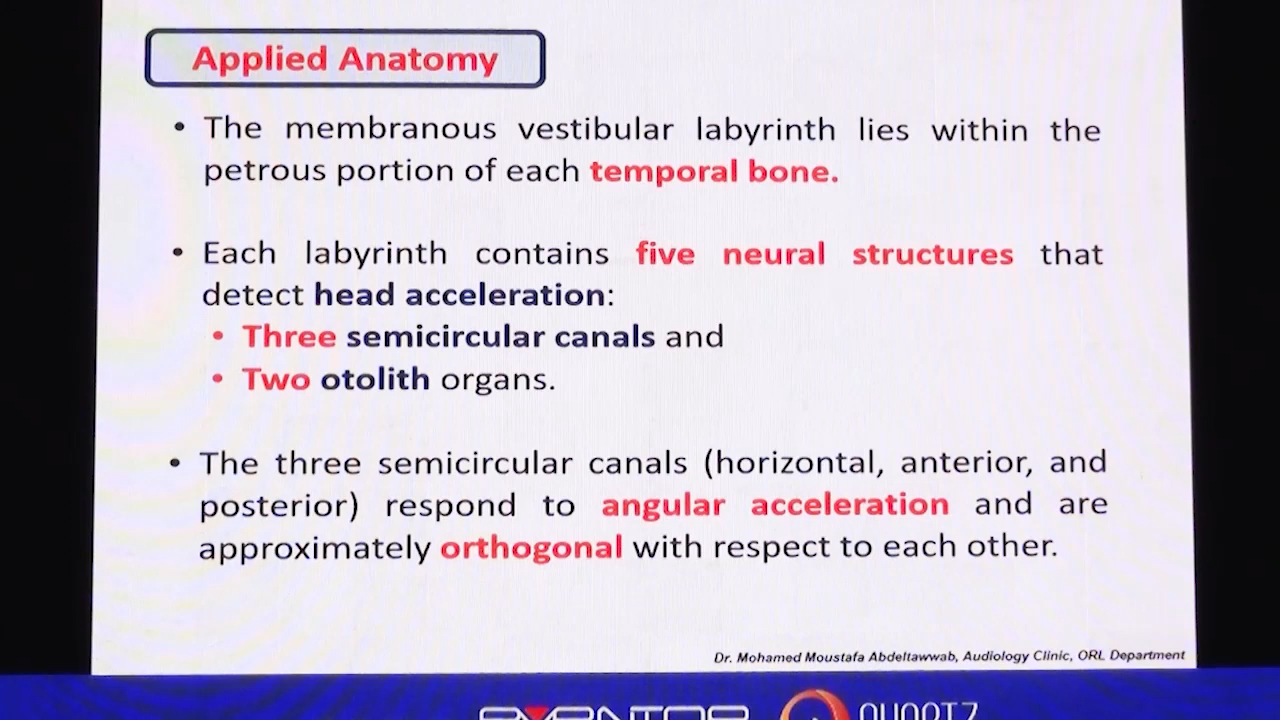 Applied Anatomy
• The membranous vestibular labyrinth lies within the
petrous portion of each temporal bone.
• Each labyrinth contains five neural structures that
detect head acceleration:
• Three semicircular canals and
• Two otolith organs.
• The three semicircular canals (horizontal, anterior, and
posterior) respond to angular acceleration and are
approximately orthogonal with respect to each other.
Dr. Mohamed Moustafa Abdeltawwab, Audiology Clinic, ORL Department